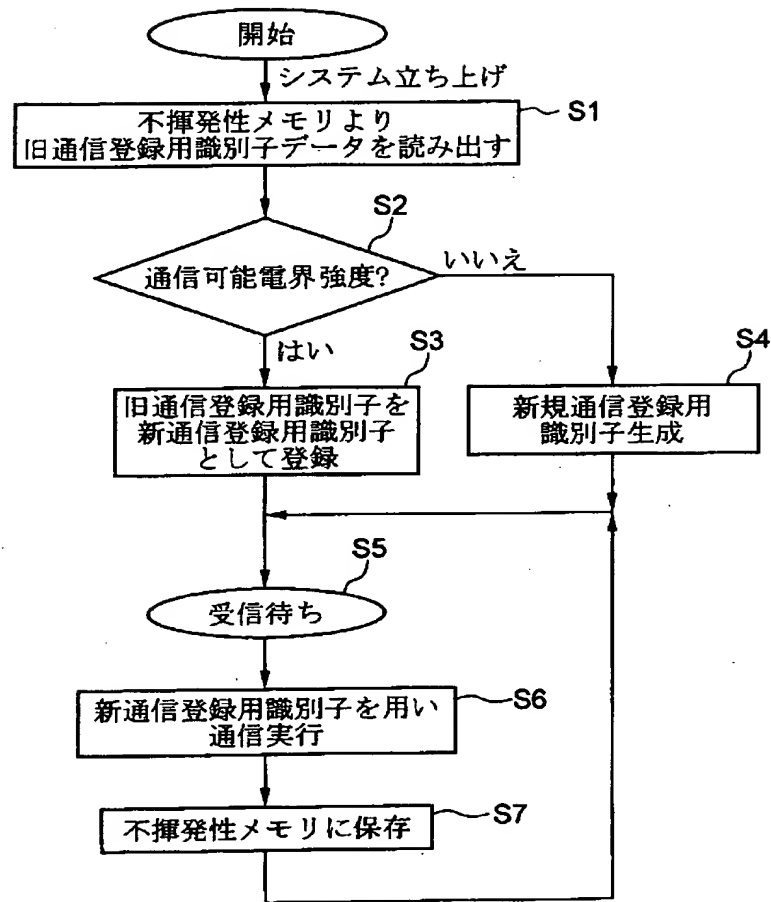 開始
システム立ち上げ
不揮発性メモリより
旧通信登録用識別子データを読み出す
S1
S2
通信可能電界強度?
いいえ
はい
S3
旧通信登録用識別子を
新通信登録用識別子
として登録
S4
新規通信登録用
識別子生成
S5
受信待ち
新通信登録用識別子を用い
通信実行
S6
不揮発性メモリに保存
S7